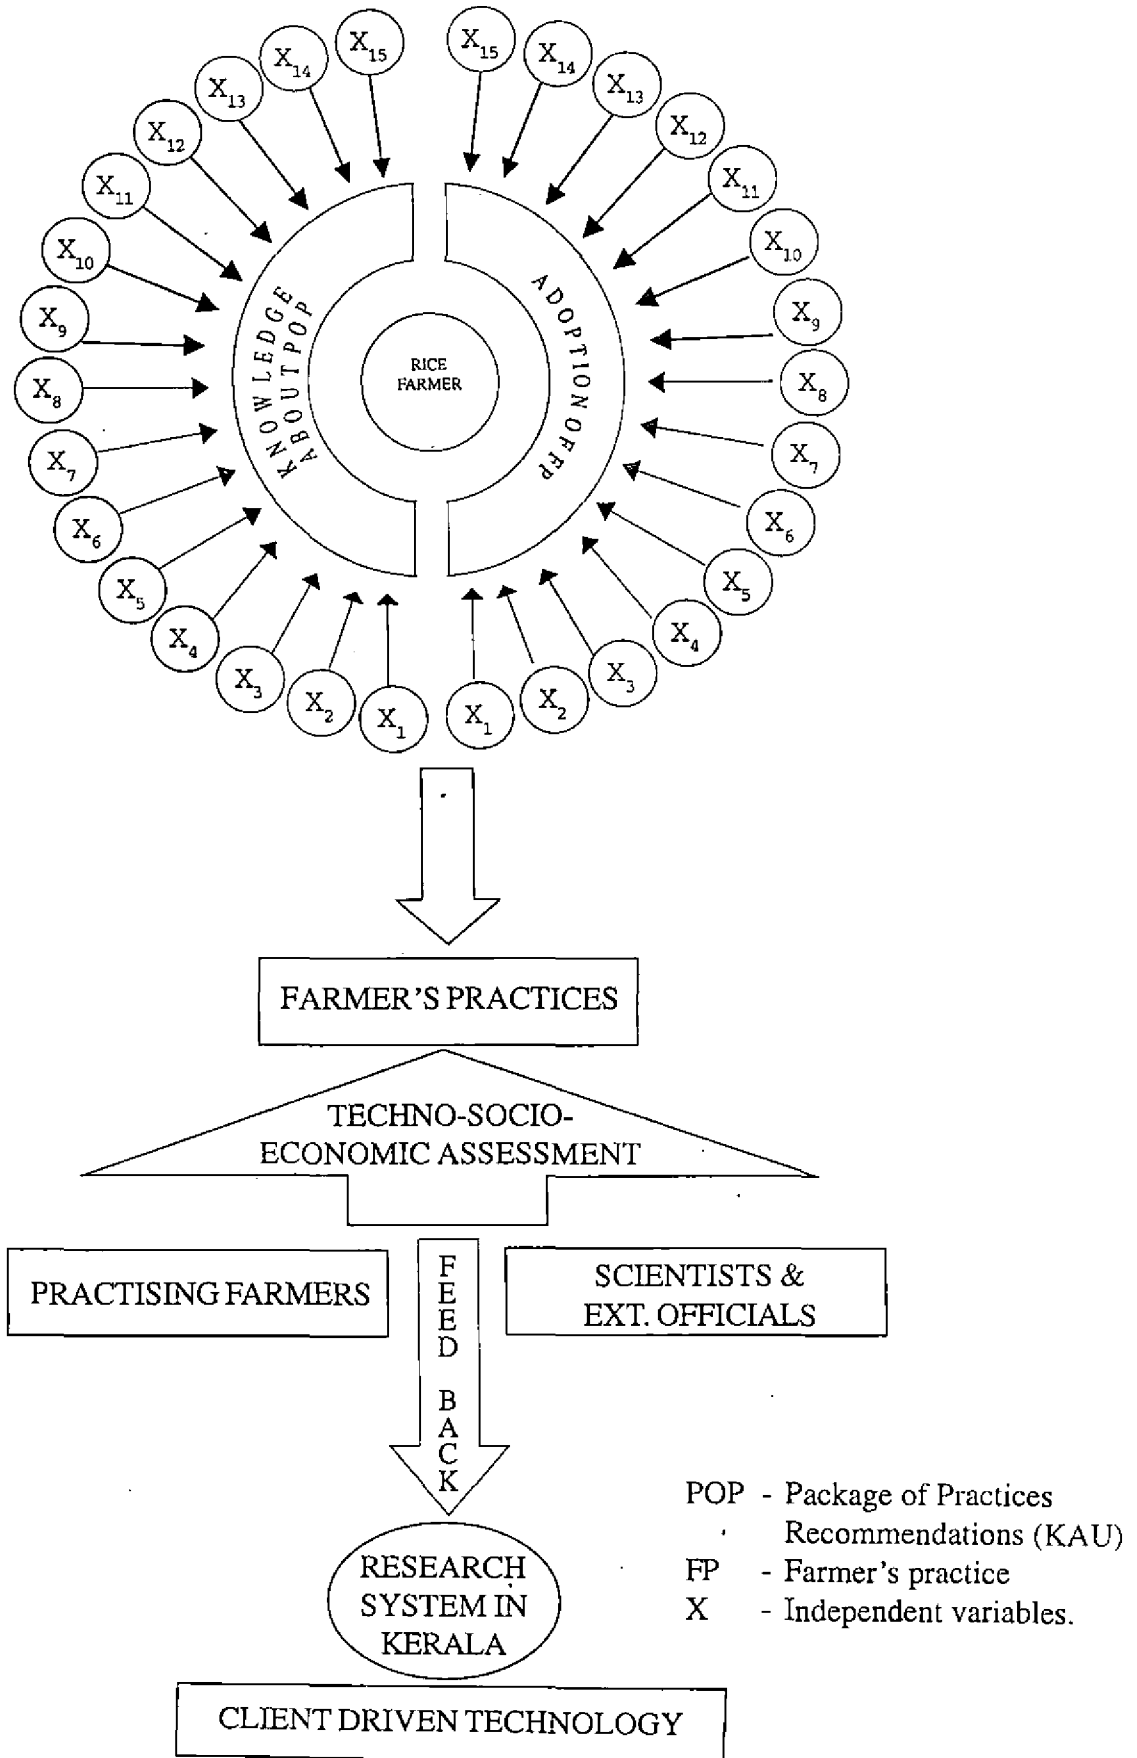 X15
X15
X14
X14
X13
X13
X12
X12
X11
X11
X10
X10
X9
X9
X8
X8
X7
X7
X6
X6
X5
X5
X4
X4
X3
X3
X2
X2
X1
X1
KNOWLEDGE
ABOUT POP
RICE
FARMER
ADOPTION OF FP
FARMER'S PRACTICES
TECHNO-SOCIO-
ECONOMIC ASSESSMENT
PRACTISING FARMERS
FEED BACK
SCIENTISTS &
EXT. OFFICIALS
RESEARCH
SYSTEM IN
KERALA
CLIENT DRIVEN TECHNOLOGY
POP - Package of Practices
Recommendations (KAU)
FP - Farmer's practice
X - Independent variables.